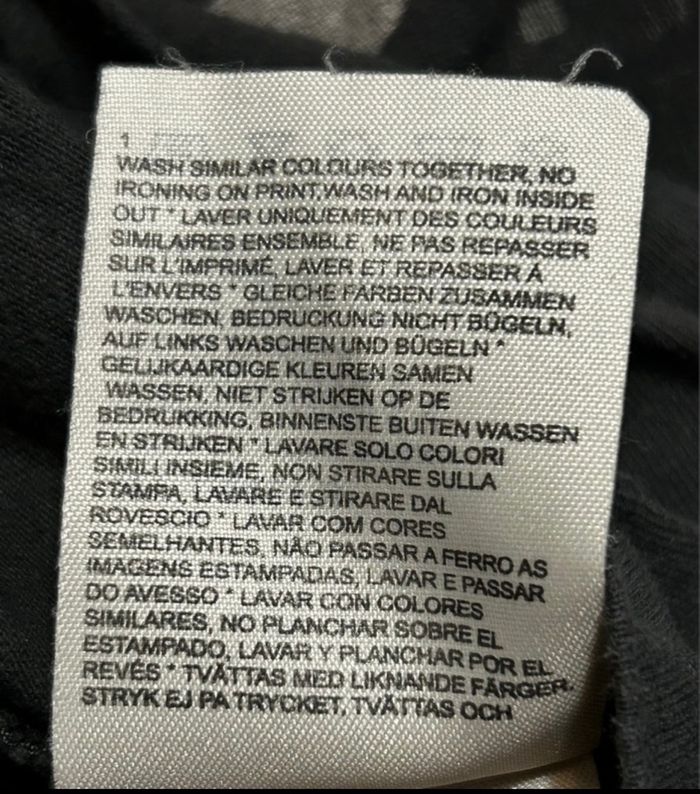 1
WASH SIMILAR COLOURS TOGETHER, NO
IRONING ON PRINT,WASH AND IRON INSIDE
OUT * LAVER UNIQUEMENT DES COULEURS
SIMILAIRES ENSEMBLE, NE PAS REPASSER
SUR L'IMPRIMÉ, LAVER ET REPASSER À
L'ENVERS * GLEICHE FARBEN ZUSAMMEN
WASCHEN, BEDRUCKUNG NICHT BÜGELN,
AUF LINKS WASCHEN UND BÜGELN *
GELIJKAARDIGE KLEUREN SAMEN
WASSEN, NIET STRIJKEN OP DE
BEDRUKKING, BINNENSTE BUITEN WASSEN
EN STRIJKEN * LAVARE SOLO COLORI
SIMILI INSIEME, NON STIRARE SULLA
STAMPA, LAVARE E STIRARE DAL
ROVESCIO * LAVAR COM CORES
SEMELHANTES, NÃO PASSAR A FERRO AS
IMAGENS ESTAMPADAS, LAVAR E PASSAR
DO AVESSO * LAVAR CON COLORES
SIMILARES, NO PLANCHAR SOBRE EL
ESTAMPADO, LAVAR Y PLANCHAR POR EL
REVÉS * TVÄTTAS MED LIKNANDE FÄRGER.
STRYK EJ PA TRYCKET, TVÄTTAS OCH